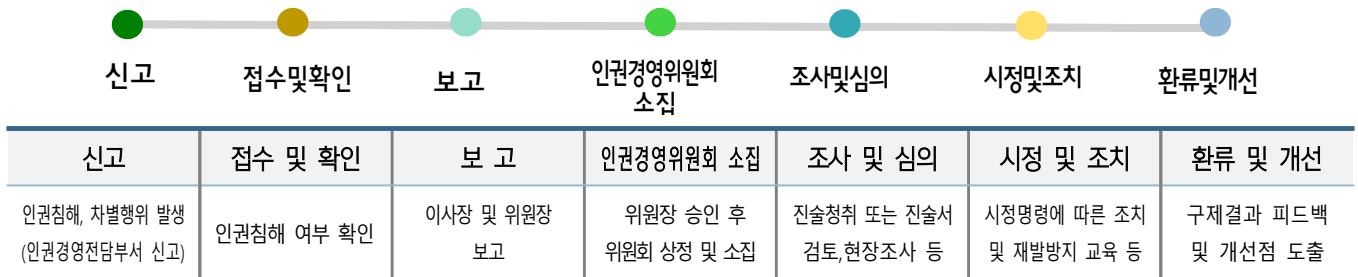 신고
접수및확인
보고
인권경영위원회
소집
조사및심의
시정및조치
환류및개선
신고
접수 및 확인
보 고
인권경영위원회 소집
조사 및 심의
시정 및 조치
환류 및 개선
인권침해, 차별행위 발생
(인권경영전담부서 신고)
인권침해 여부 확인
이사장 및 위원장
보고
위원장 승인 후
위원회 상정 및 소집
진술청취 또는 진술서
검토,현장조사 등
시정명령에 따른 조치
및 재발방지 교육 등
구제결과 피드백
및 개선점 도출